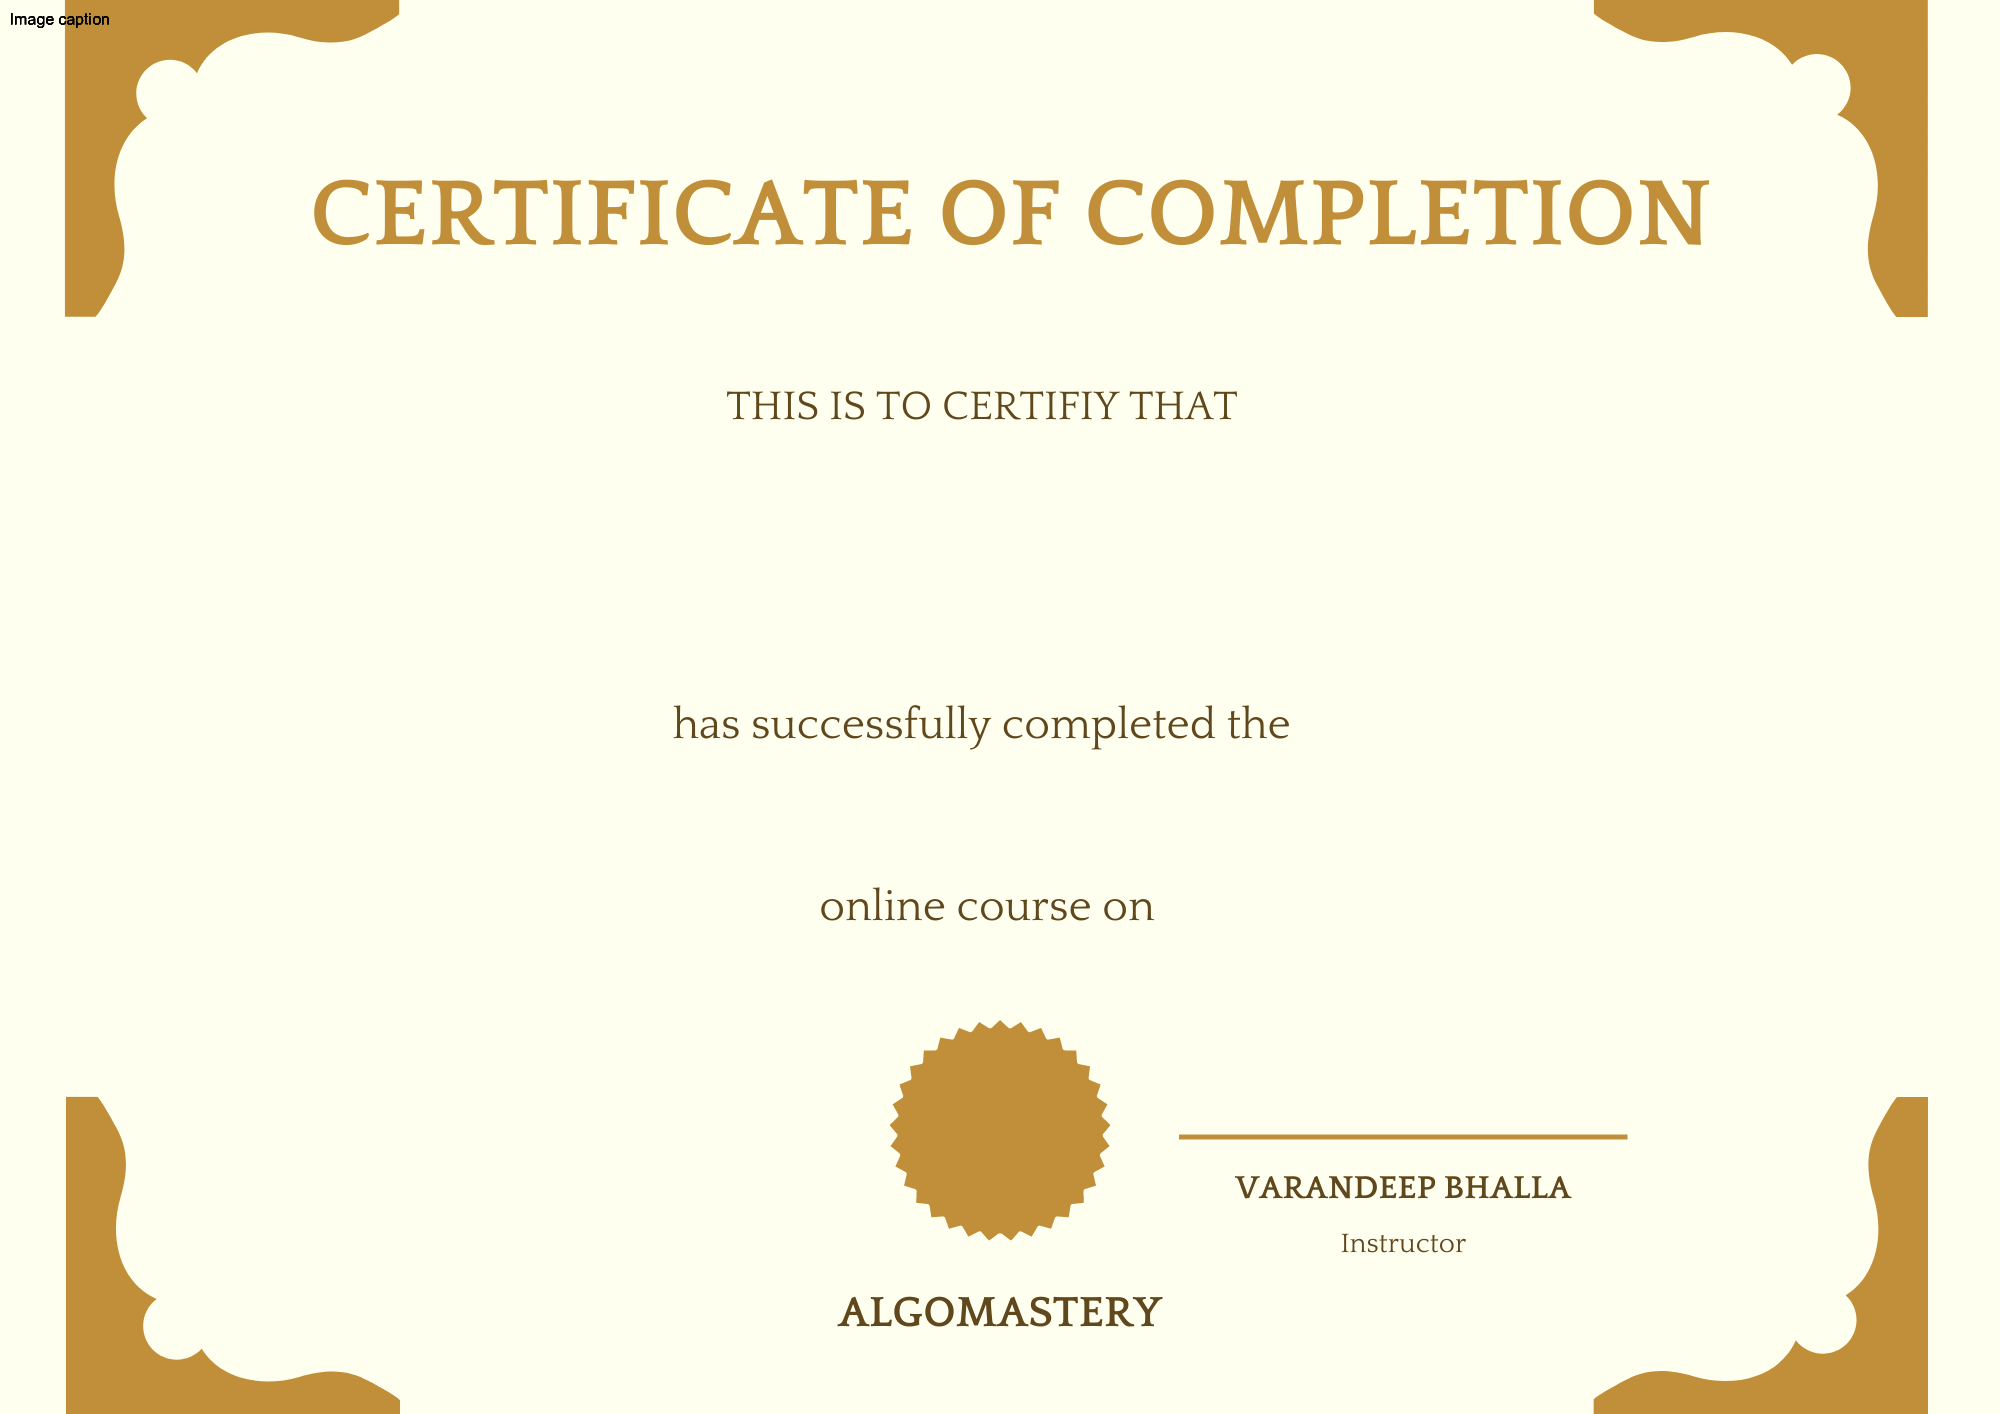 Image caption
CERTIFICATE OF COMPLETION
THIS IS TO CERTIFIY THAT
has successfully completed the
online course on
VARANDEEP BHALLA
Instructor
ALGOMASTERY